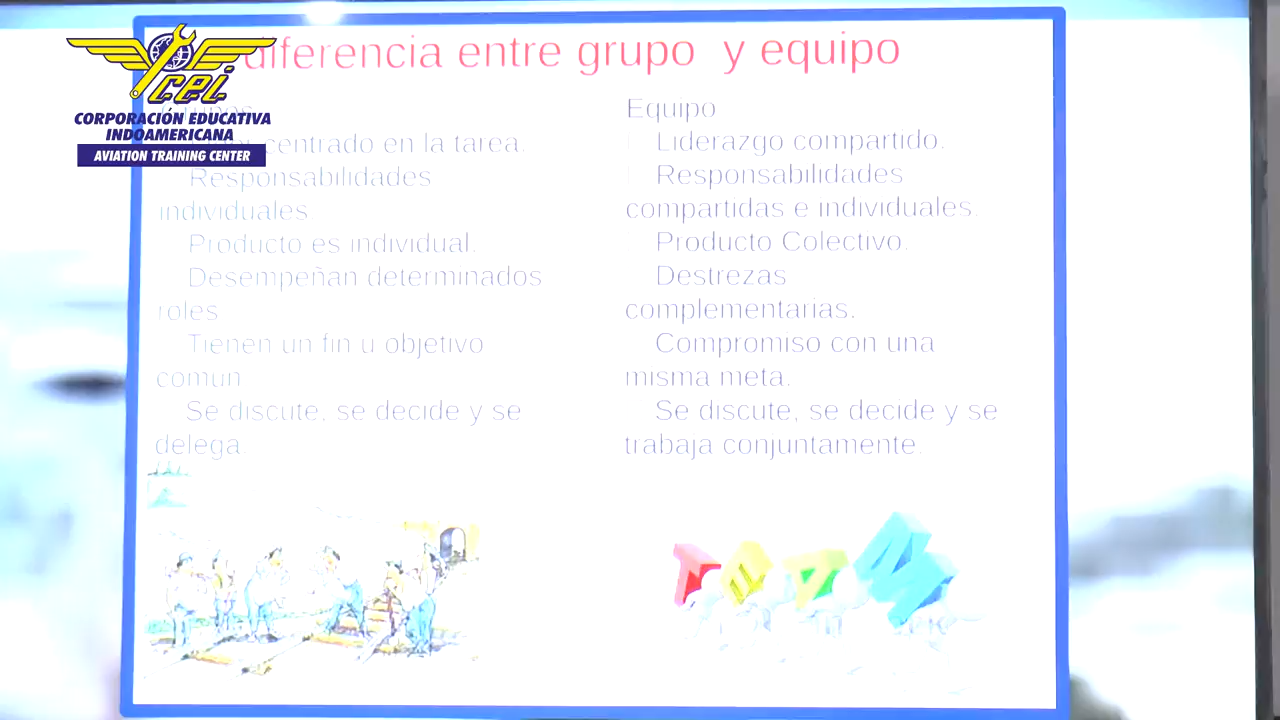 diferencia entre grupo y equipo
cei
CORPORACIÓN EDUCATIVA
INDOAMERICANA
AVIATION TRAINING CENTER
centrado en la tarea.
Responsabilidades
individuales
Producto es individual.
Desempeñan determinados
roles
Tienen un fin u objetivo
comun
Se discute, se decide y se
delega
Equipo
Liderazgo compartido.
Responsabilidades
compartidas e individuales.
Producto Colectivo.
Destrezas
complementarias.
Compromiso con una
misma meta.
Se discute, se decide y se
trabaja conjuntamente.
TEAM